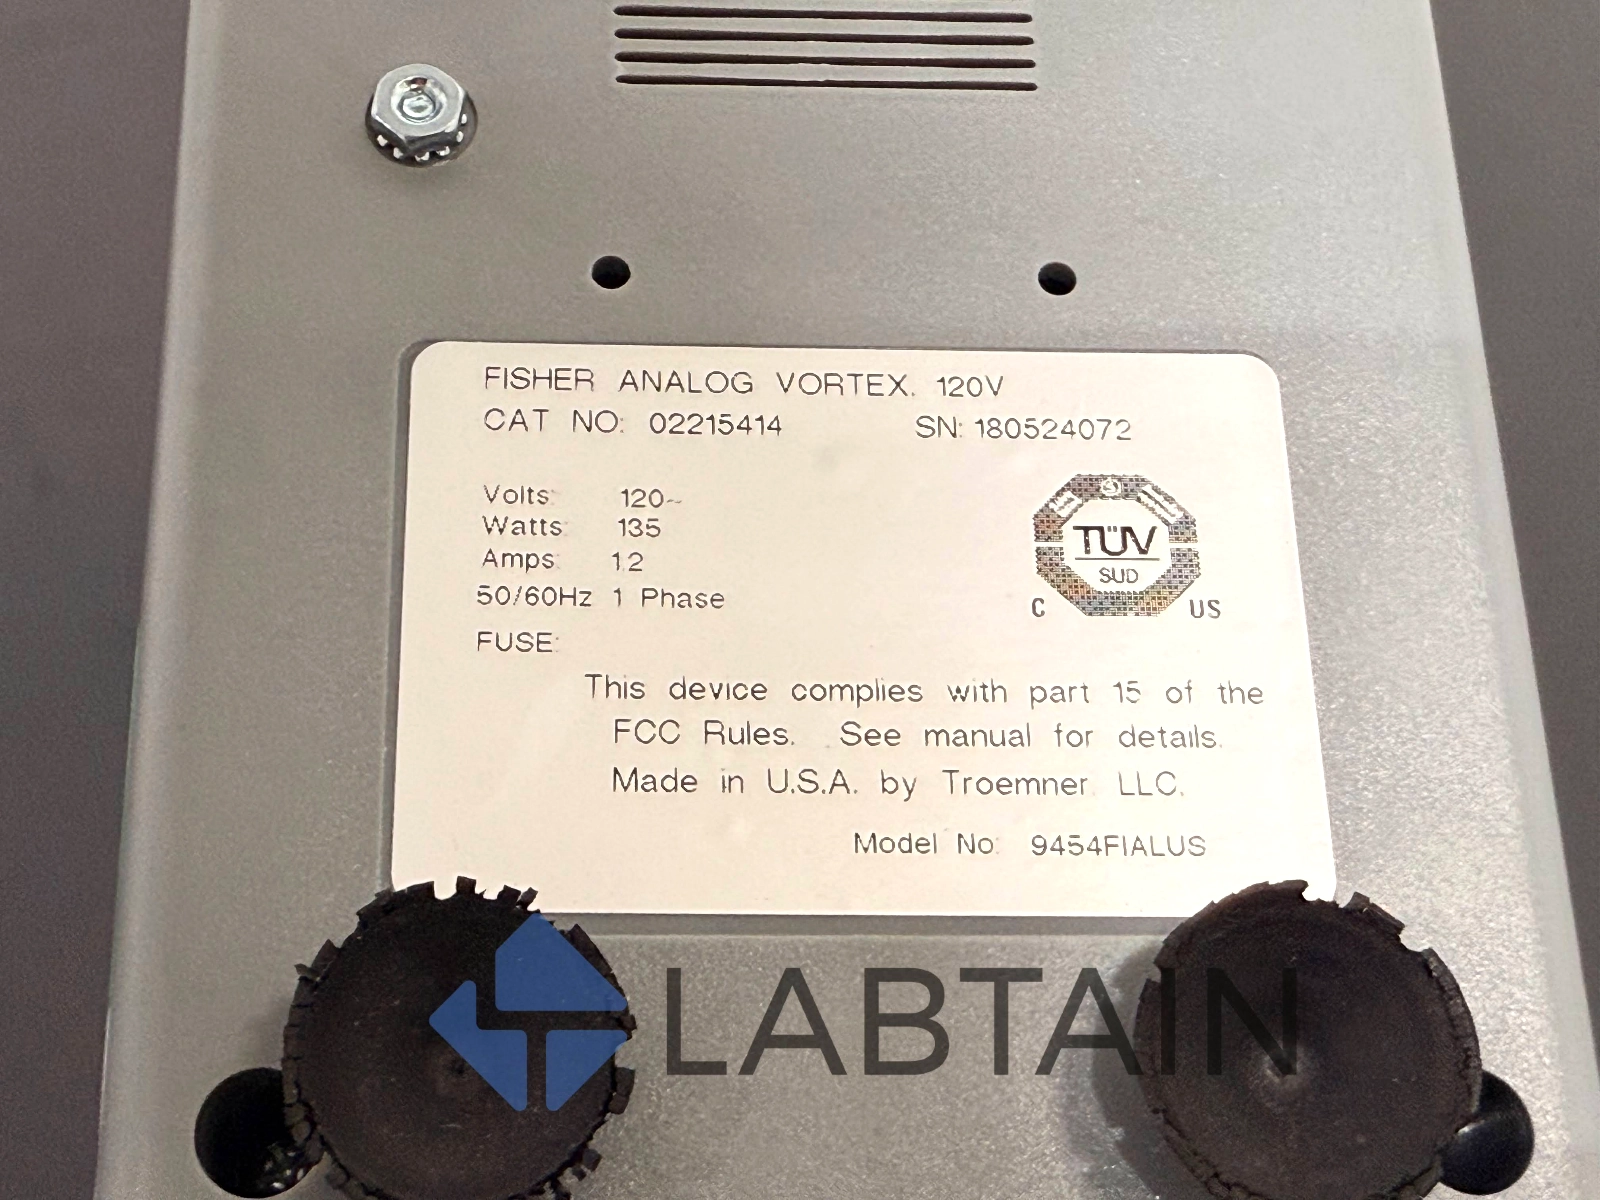 FISHER ANALOG VORTEX, 120V
CAT NO: 02215414 SN: 180524072
Volts: 120~
Watts: 135
Amps: 1.2
50/60Hz 1 Phase
FUSE:
TÜV
SUD
C US
This device complies with part 15 of the
FCC Rules. See manual for details.
Made in U.S.A. by Troemner, LLC.
Model No: 9454FIALUS
LABTAIN